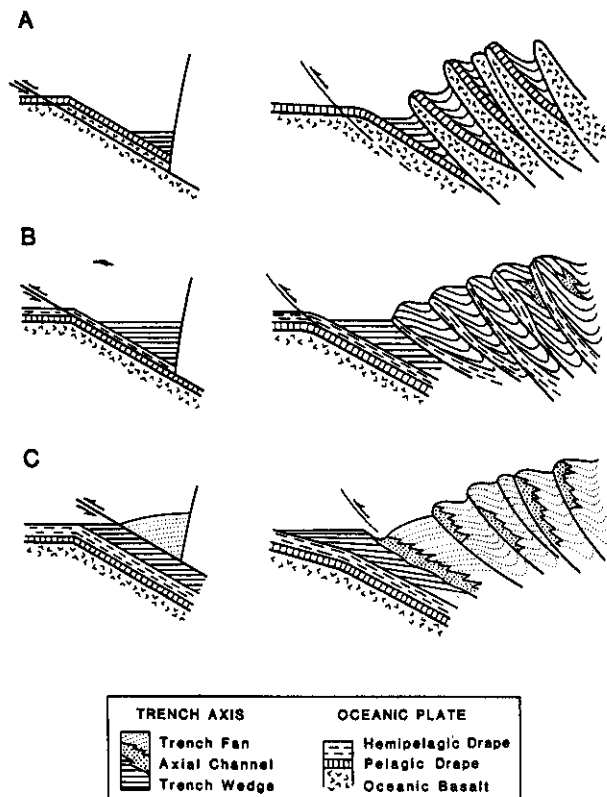 A
B
C
TRENCH AXIS
Trench Fan
Axial Channel
Trench Wedge
OCEANIC PLATE
Hemipelagic Drape
Pelagic Drape
Oceanic Basalt